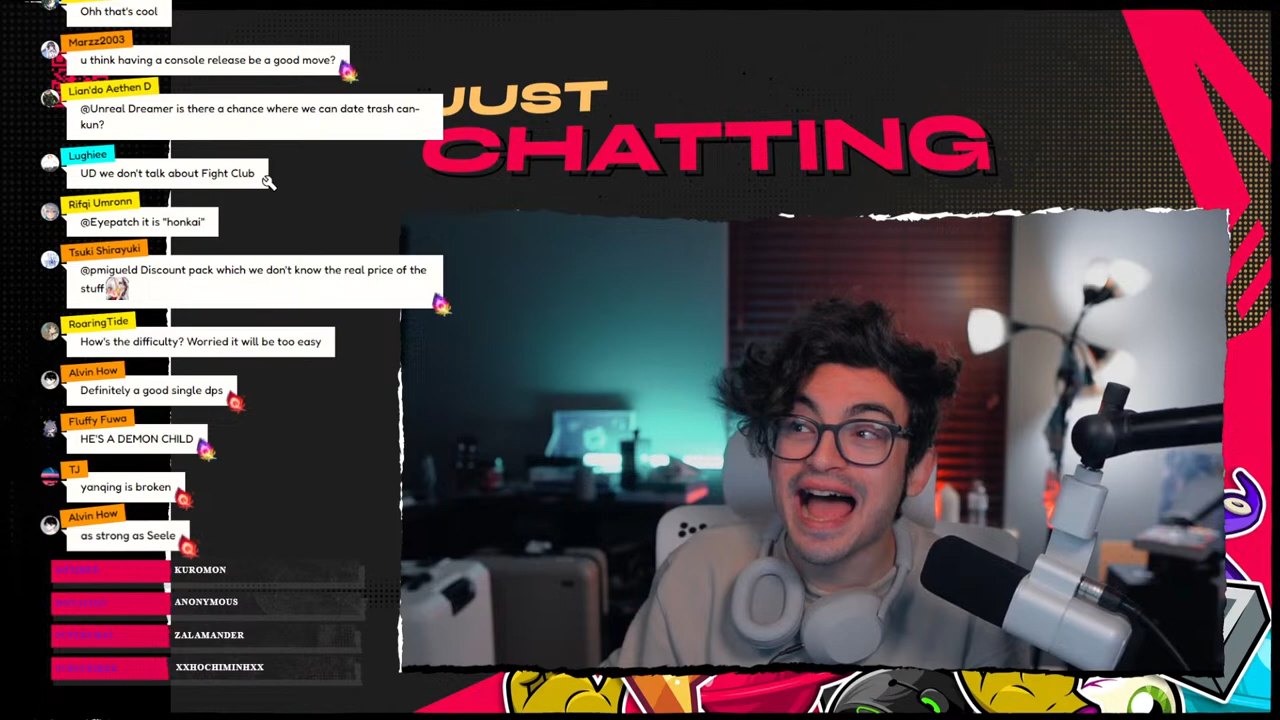 Ohh that's cool
Marzz2003
u think having a console release be a good move?
Lian'do Aethen D
@Unreal Dreamer is there a chance where we can date trash can-
kun?
Lughiee
UD we don't talk about Fight Club
Rifqi Umronn
@Eyepatch it is "honkai"
Tsuki Shirayuki
@pmigueld Discount pack which we don't know the real price of the
stuff
RoaringTide
How's the difficulty? Worried it will be too easy
Alvin How
Definitely a good single dps
Fluffy Fuwa
HE'S A DEMON CHILD
TJ
yanqing is broken
Alvin How
as strong as Seele
KUROMON
ANONYMOUS
ZALAMANDER
XXHOCHIMINHXX
JUST
CHATTING